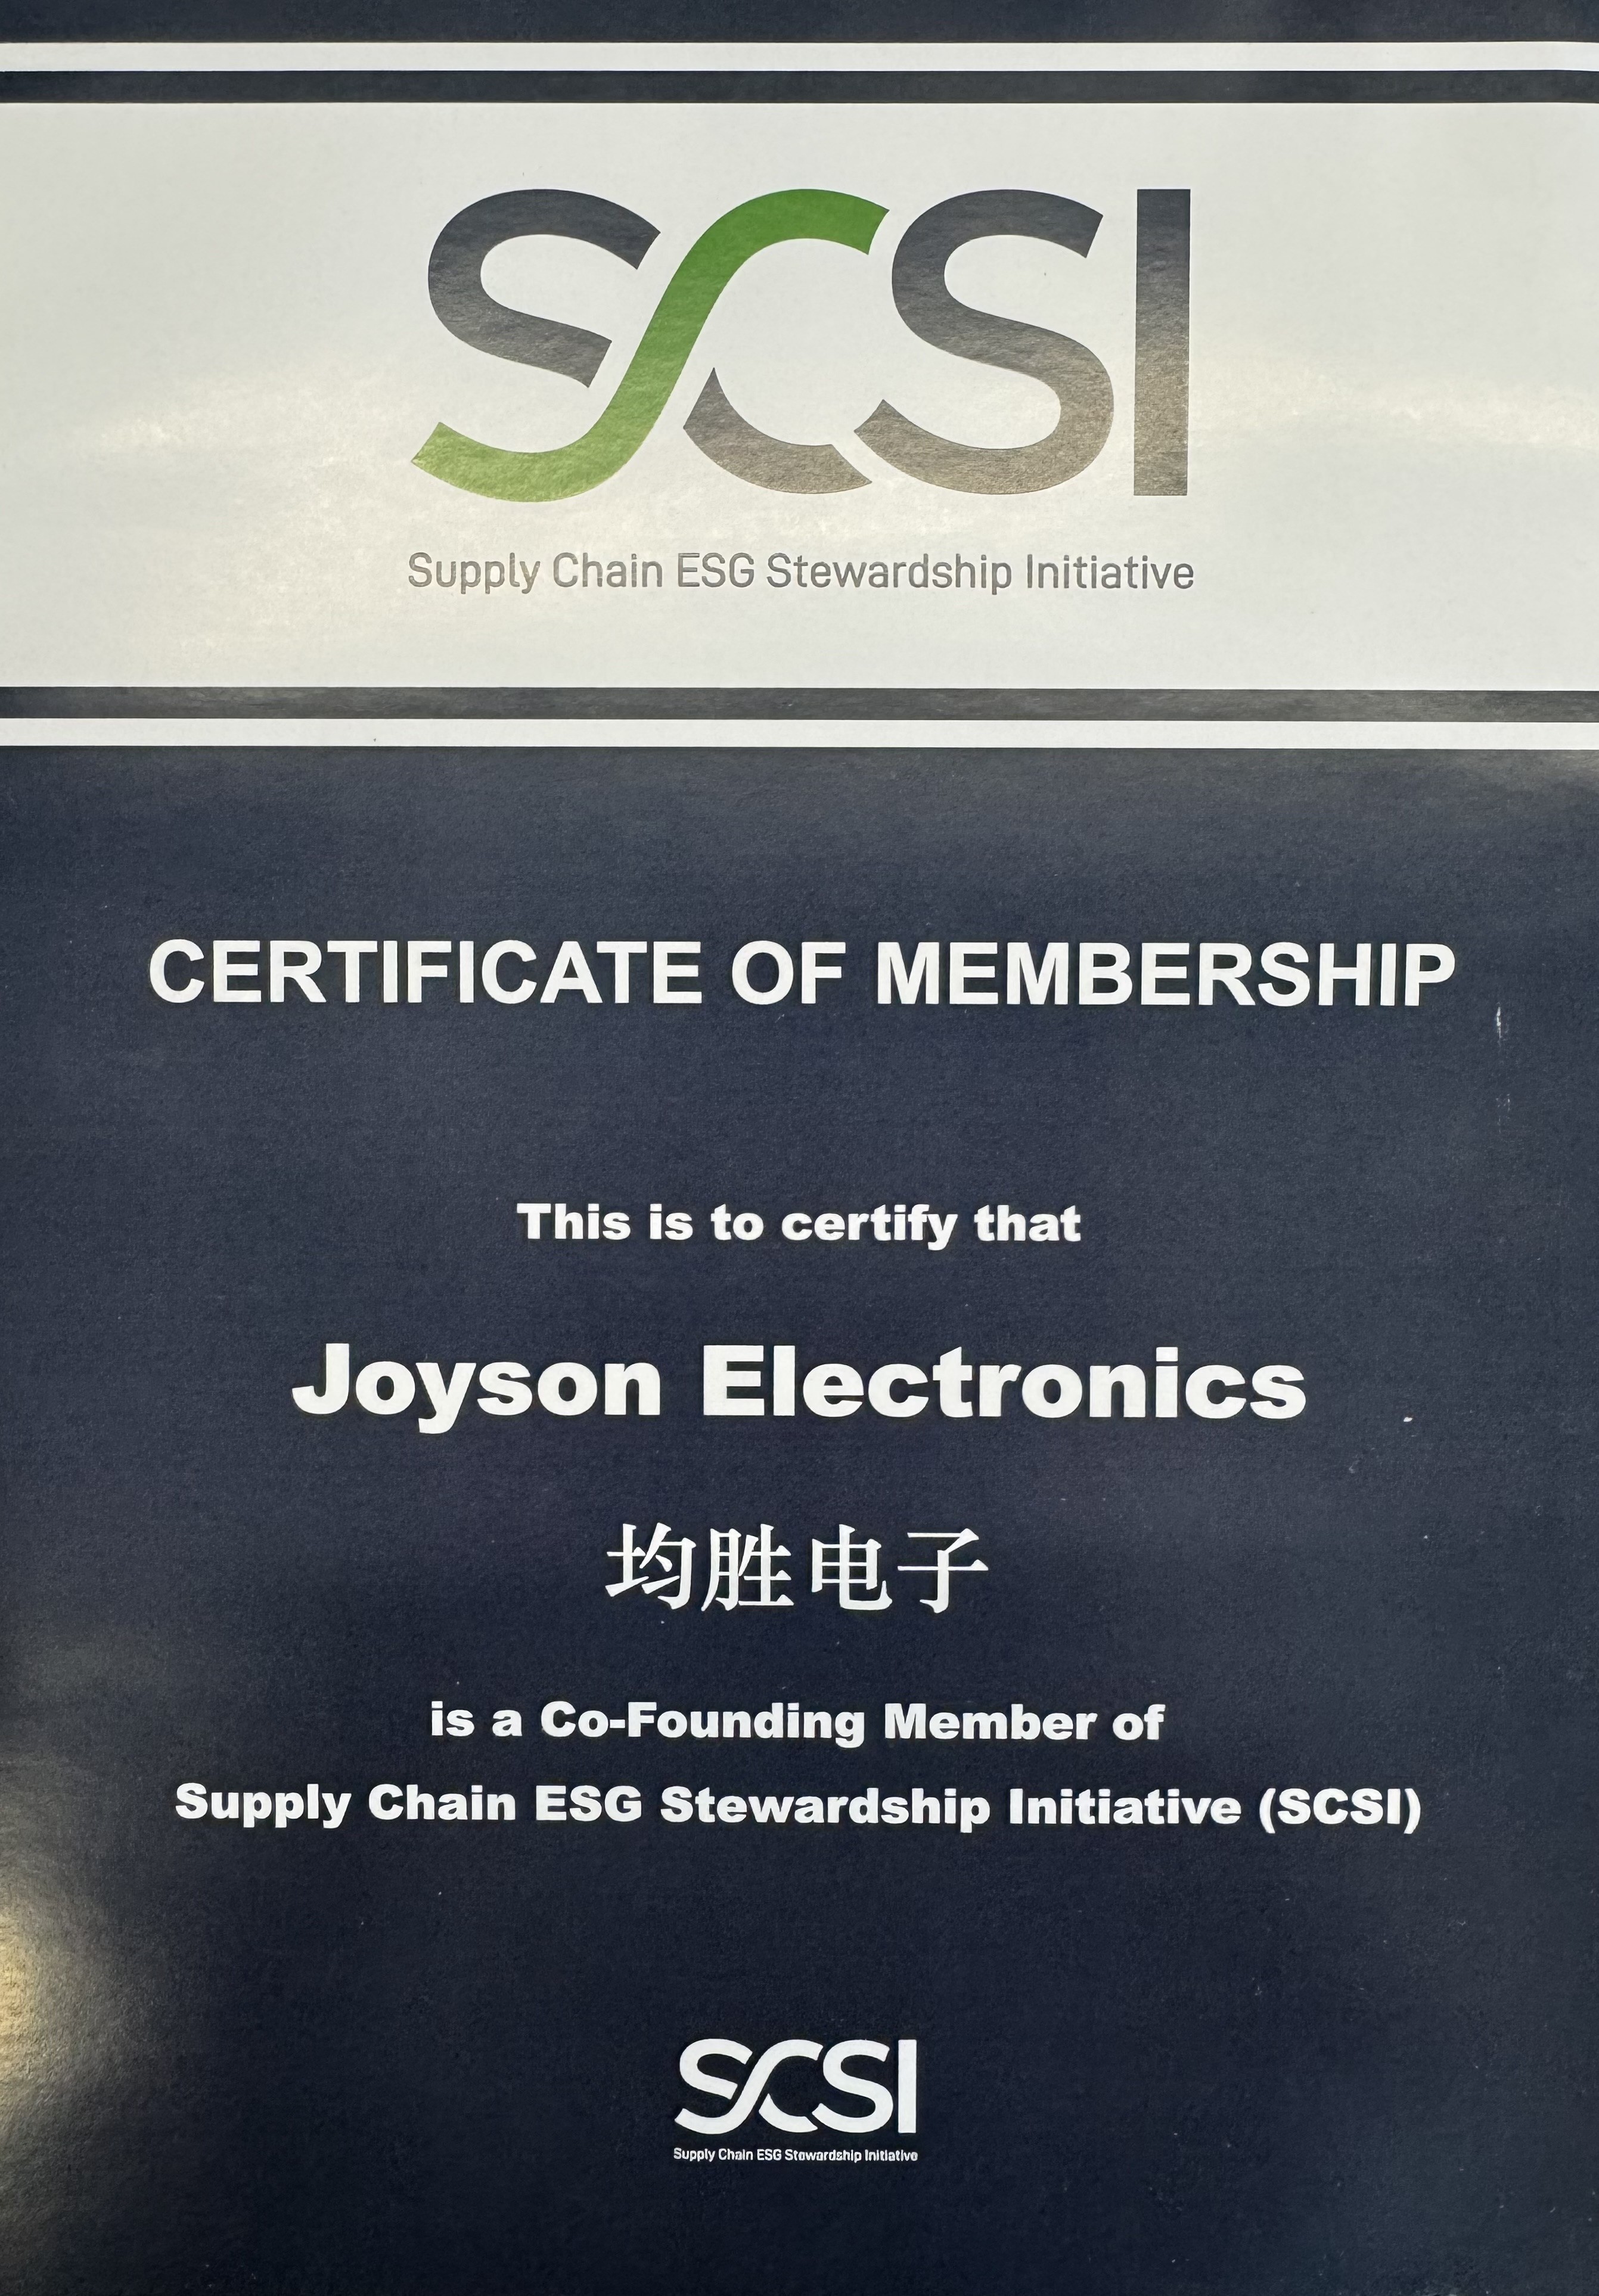 SCSI
Supply Chain ESG Stewardship Initiative
CERTIFICATE OF MEMBERSHIP
This is to certify that
Joyson Electronics
均胜电子
is a Co-Founding Member of
Supply Chain ESG Stewardship Initiative (SCSI)
SCSI
Supply Chain ESG Stewardship Initiative